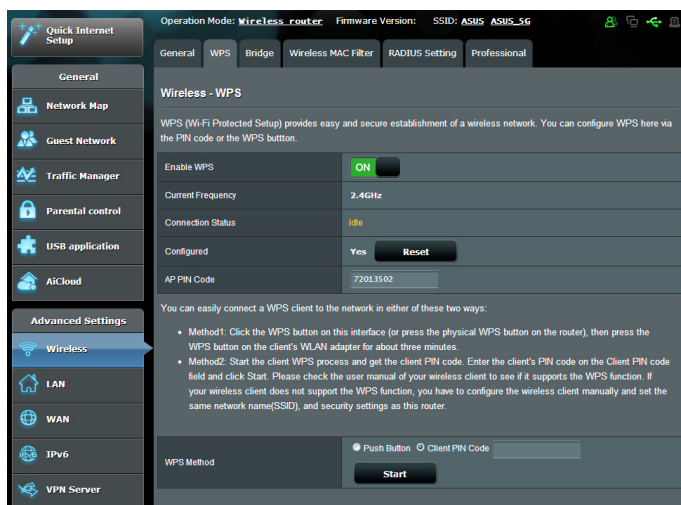 Quick Internet
Setup
General
Network Map
Guest Network
Traffic Manager
Parental control
USB application
AiCloud
Advanced Settings
Wireless
LAN
WAN
IPv6
VPN Server
Operation Mode: Wireless router Firmware Version: SSID: ASUS ASUS_5G
General WPS Bridge Wireless MAC Filter RADIUS Setting Professional
Wireless - WPS
WPS (Wi-Fi Protected Setup) provides easy and secure establishment of a wireless network. You can configure WPS here via
the PIN code or the WPS buttton.
Enable WPS ON
Current Frequency 2.4GHz
Connection Status Idle
Configured Yes Reset
AP PIN Code 72013502
You can easily connect a WPS client to the network in either of these two ways:
• Method1: Click the WPS button on this interface (or press the physical WPS button on the router), then press the
WPS button on the client's WLAN adapter for about three minutes.
• Method2: Start the client WPS process and get the client PIN code. Enter the client's PIN code on the Client PIN code
field and click Start. Please check the user manual of your wireless client to see if it supports the WPS function. If
your wireless client does not support the WPS function, you have to configure the wireless client manually and set the
same network name(SSID), and security settings as this router.
WPS Method Push Button Client PIN Code
Start